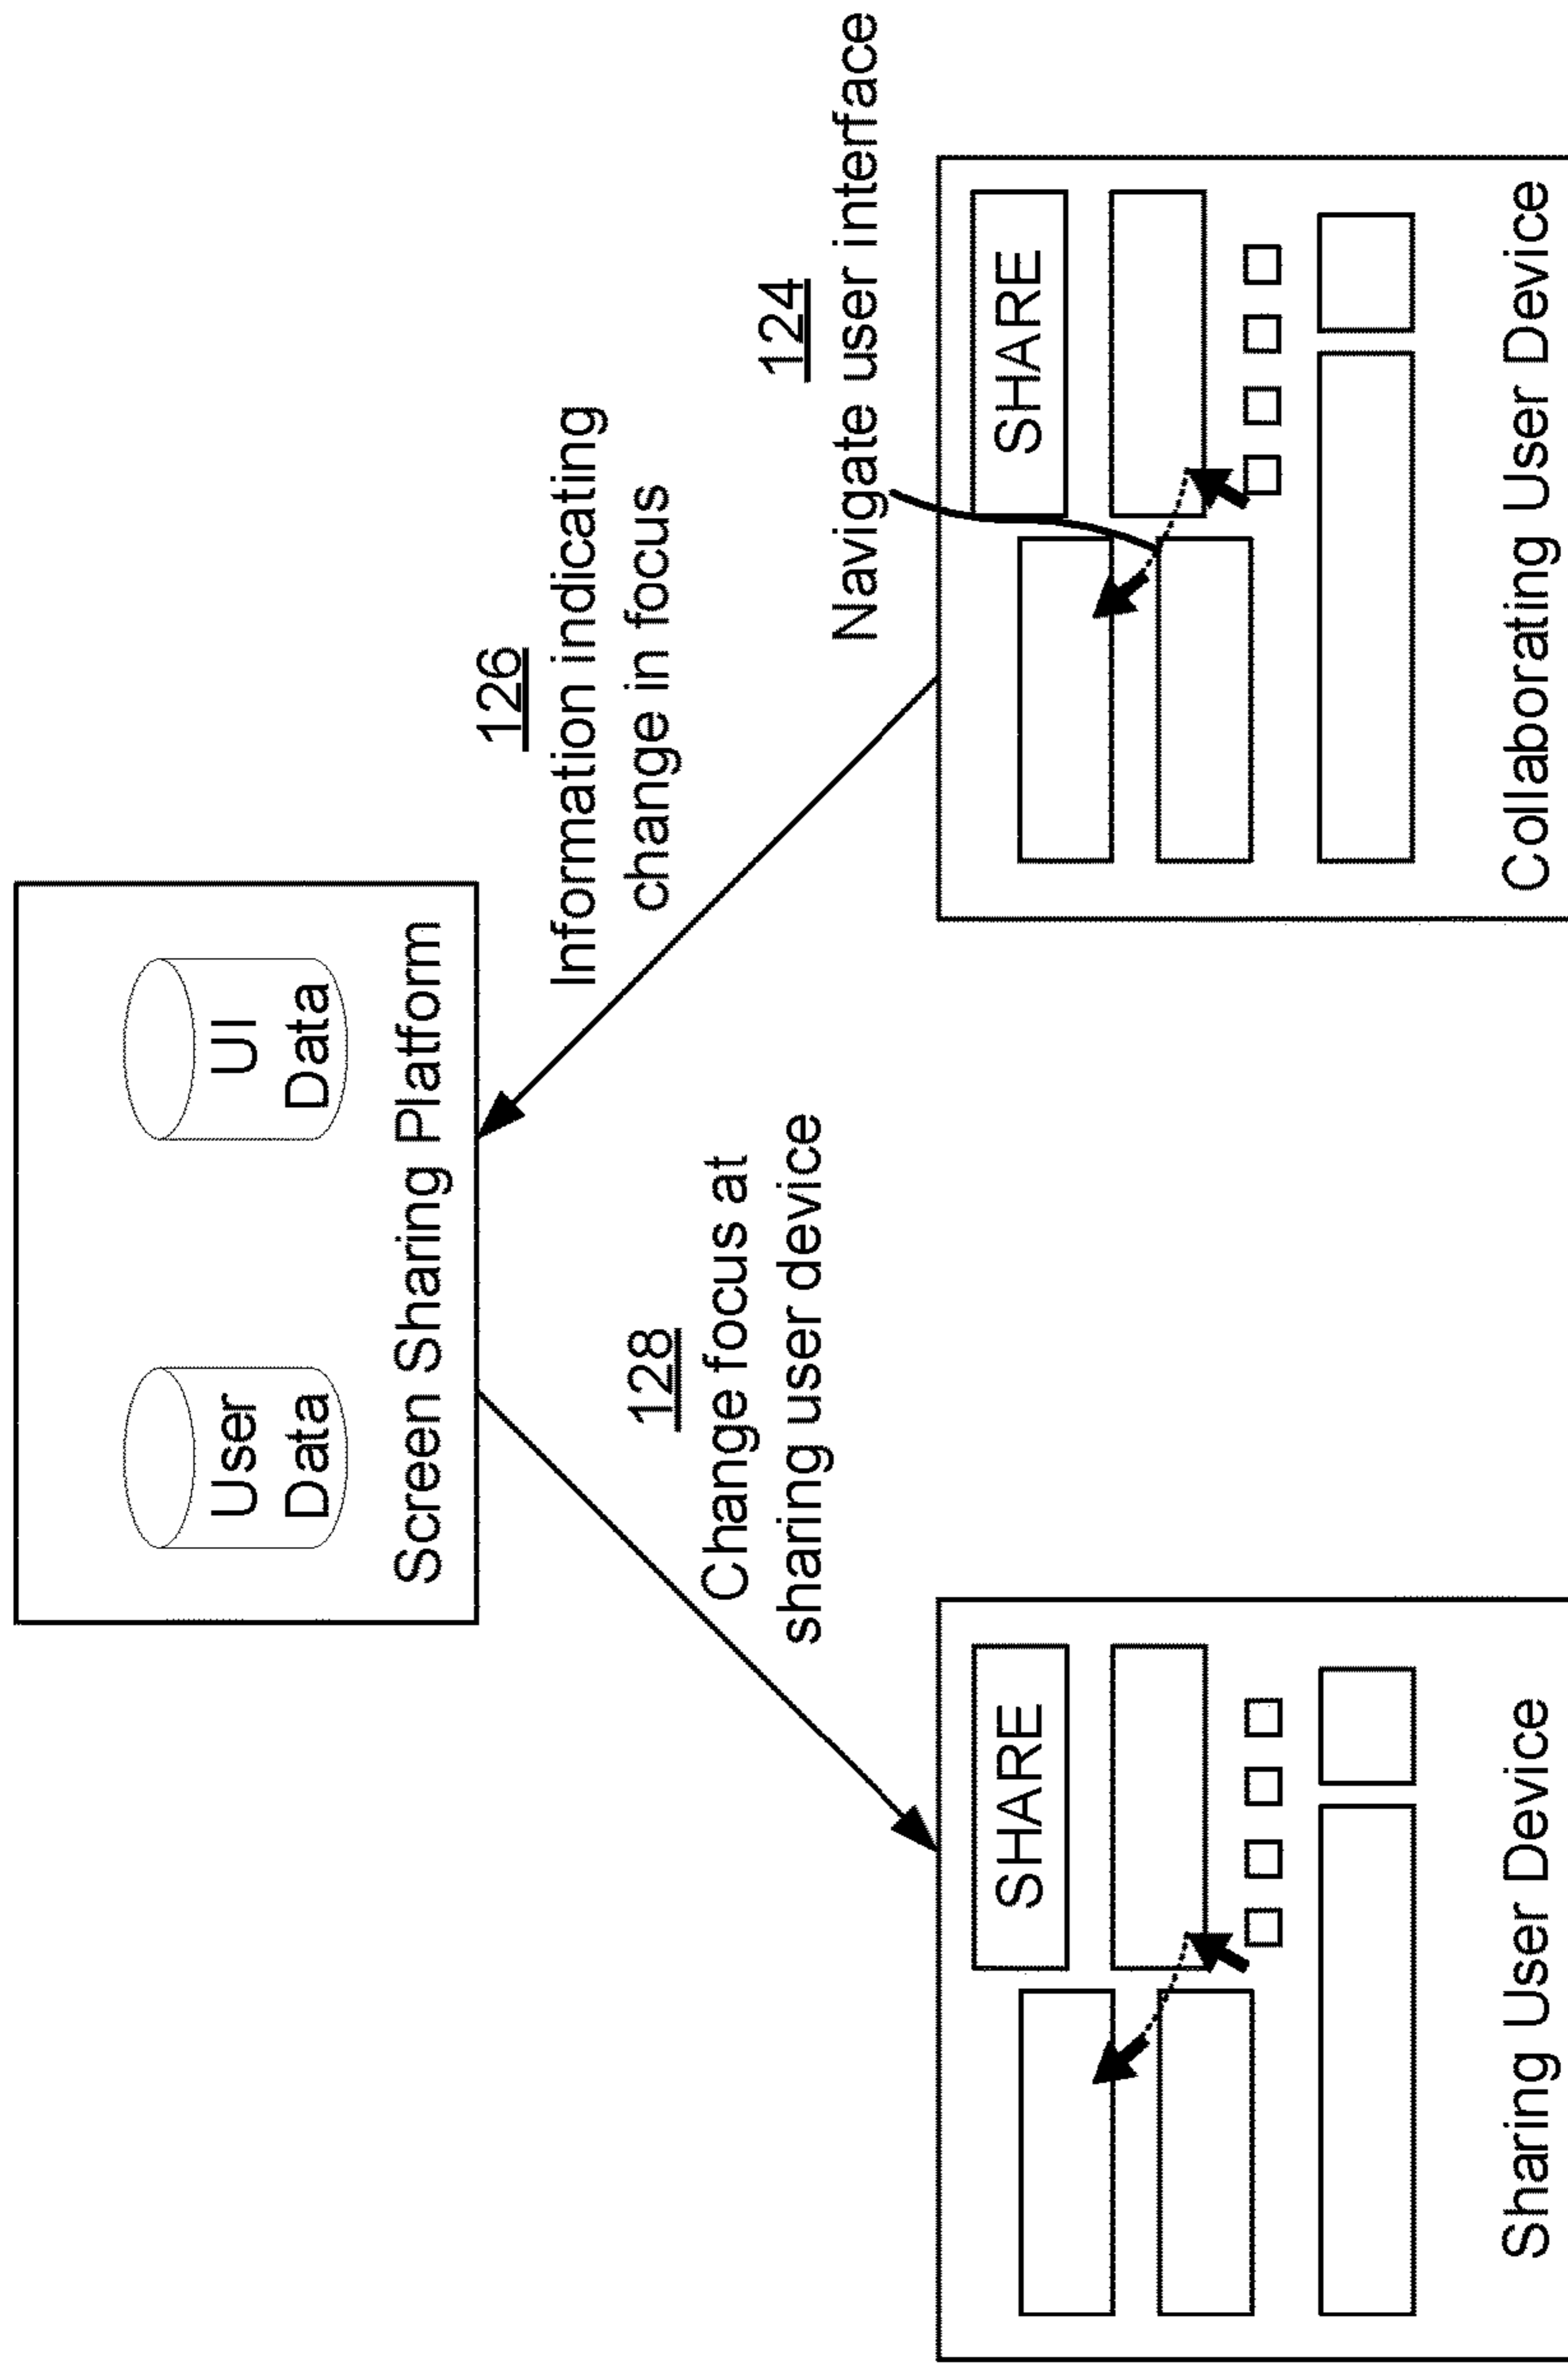 User
Data
UI
Data
Screen Sharing Platform
126
Information indicating
change in focus
128
Change focus at
sharing user device
124
Navigate user interface
SHARE
Sharing User Device
SHARE
Collaborating User Device